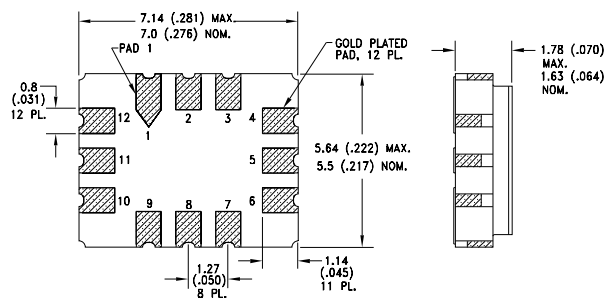 7.14 (.281) MAX.
7.0 (.276) NOM.
PAD 1
GOLD PLATED
PAD, 12 PL.
1.78 (.070)
MAX.
1.63 (.064)
NOM.
0.8
(.031)
12 PL.
12
1
2
3
4
11
5
5.64 (.222) MAX.
5.5 (.217) NOM.
10
9
8
7
6
1.27
(.050)
8 PL.
1.14
(.045)
11 PL.